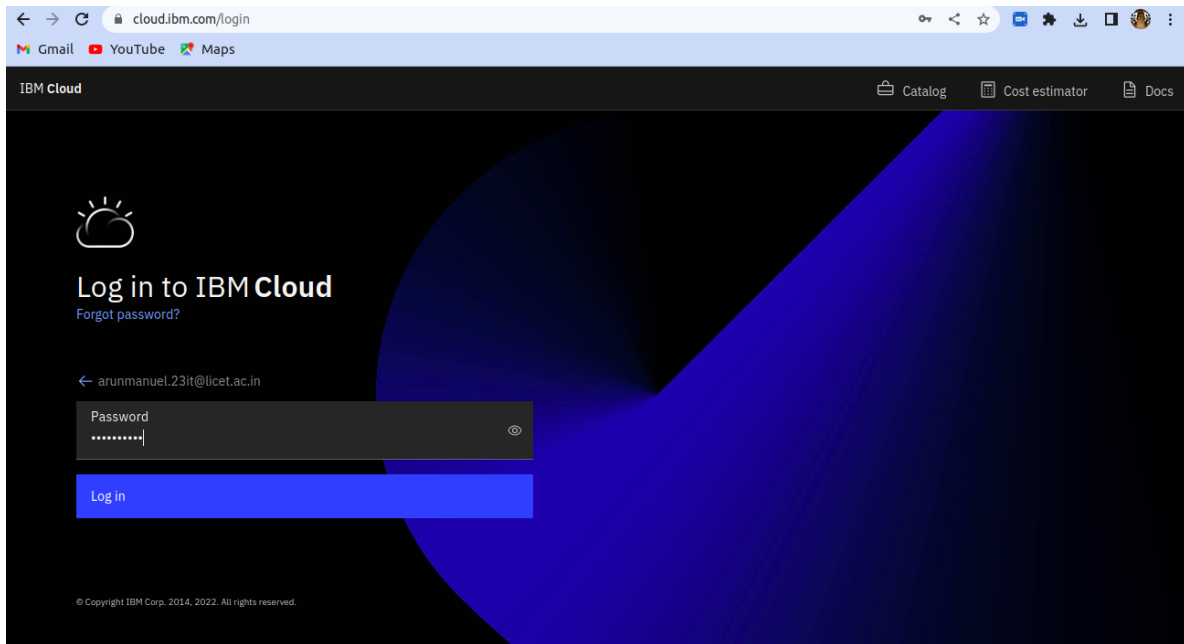 cloud.ibm.com/login
Gmail YouTube Maps
IBM Cloud Catalog Cost estimator Docs
Log in to IBM Cloud
Forgot password?
← arunmanuel.23it@licet.ac.in
Password
••••••••••
Log in
© Copyright IBM Corp. 2014, 2022. All rights reserved.